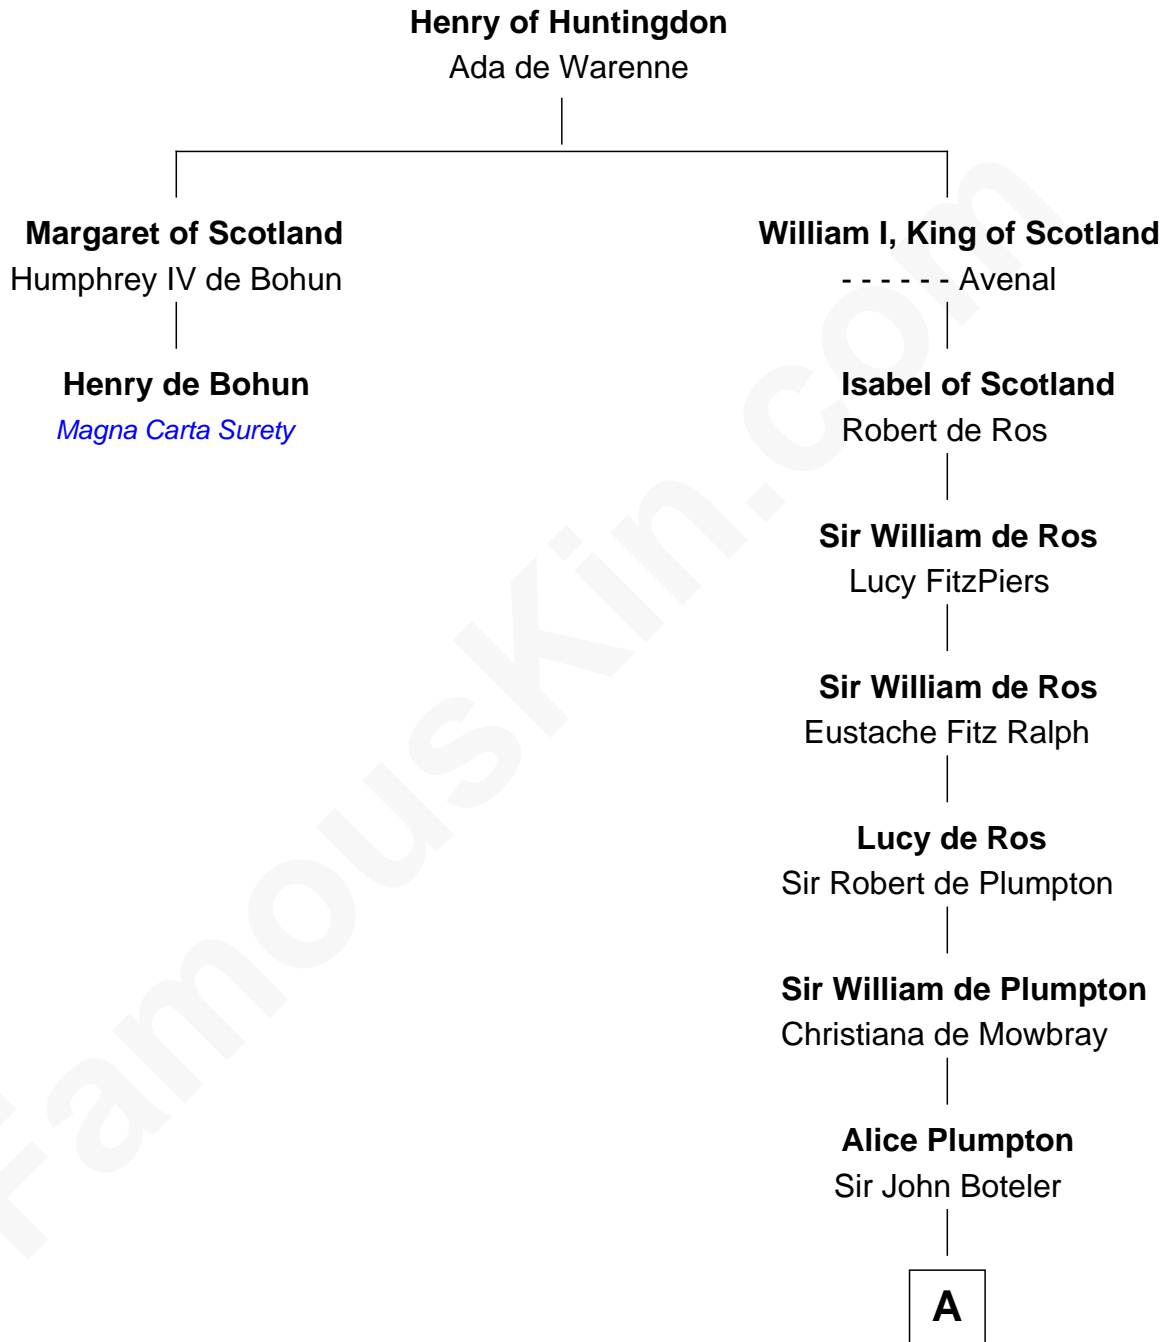 Henry of Huntingdon
Ada de Warenne
Margaret of Scotland
Humphrey IV de Bohun
Henry de Bohun
Magna Carta Surety
William I, King of Scotland
- - - - - - Avenal
Isabel of Scotland
Robert de Ros
Sir William de Ros
Lucy FitzPiers
Sir William de Ros
Eustache Fitz Ralph
Lucy de Ros
Sir Robert de Plumpton
Sir William de Plumpton
Christiana de Mowbray
Alice Plumpton
Sir John Boteler
A
FamousKin.com